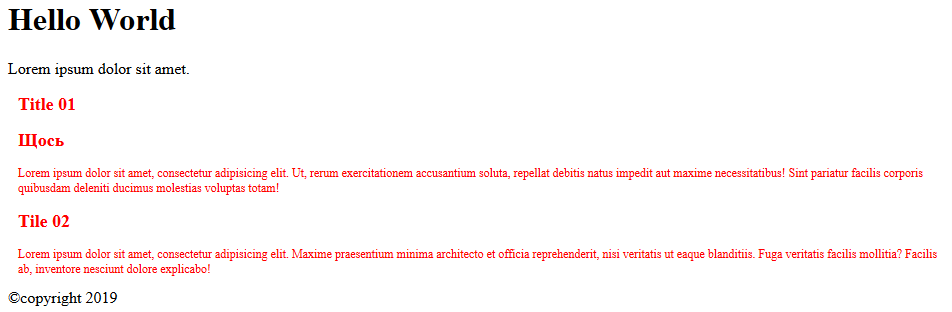 Hello World
Lorem ipsum dolor sit amet.
Title 01
Щось
Lorem ipsum dolor sit amet, consectetur adipisicing elit. Ut, rerum exercitationem accusantium soluta, repellat debitis natus impedit aut maxime necessitatibus! Sint pariatur facilis corporis
quibusdam deleniti ducimus molestias voluptas totam!
Tile 02
Lorem ipsum dolor sit amet, consectetur adipisicing elit. Maxime praesentium minima architecto et officia reprehenderit, nisi veritatis ut eaque blanditiis. Fuga veritatis facilis mollitia? Facilis
ab, inventore nesciunt dolore explicabo!
©copyright 2019